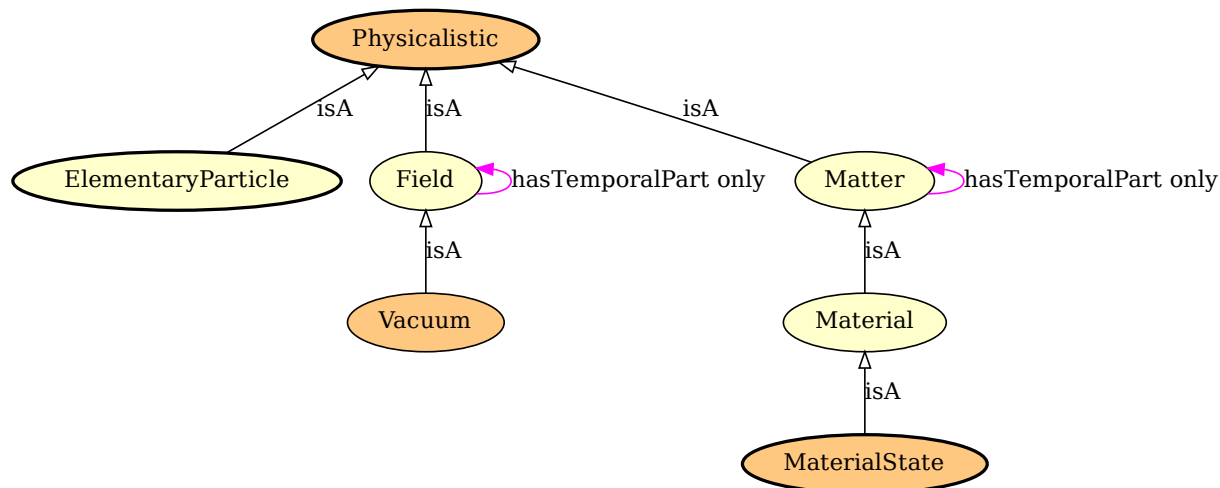 Physicalistic
isA
isA
isA
ElementaryParticle
Field
hasTemporalPart only
Matter
hasTemporalPart only
isA
isA
Vacuum
Material
isA
MaterialState